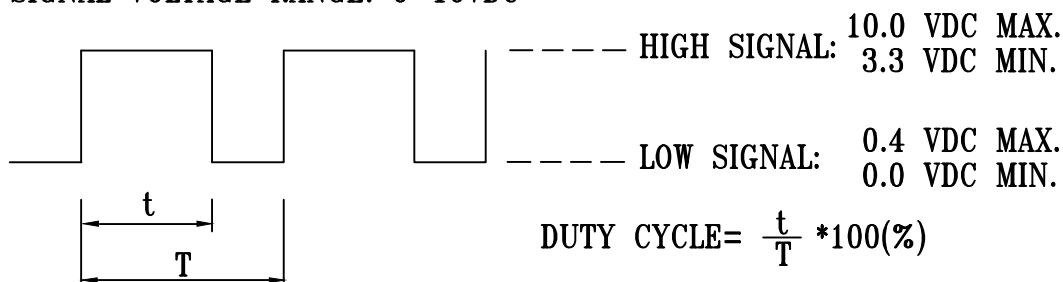 HIGH SIGNAL: 10.0 VDC MAX.
3.3 VDC MIN.
LOW SIGNAL: 0.4 VDC MAX.
0.0 VDC MIN.
t
T
DUTY CYCLE= t/T *100(%)